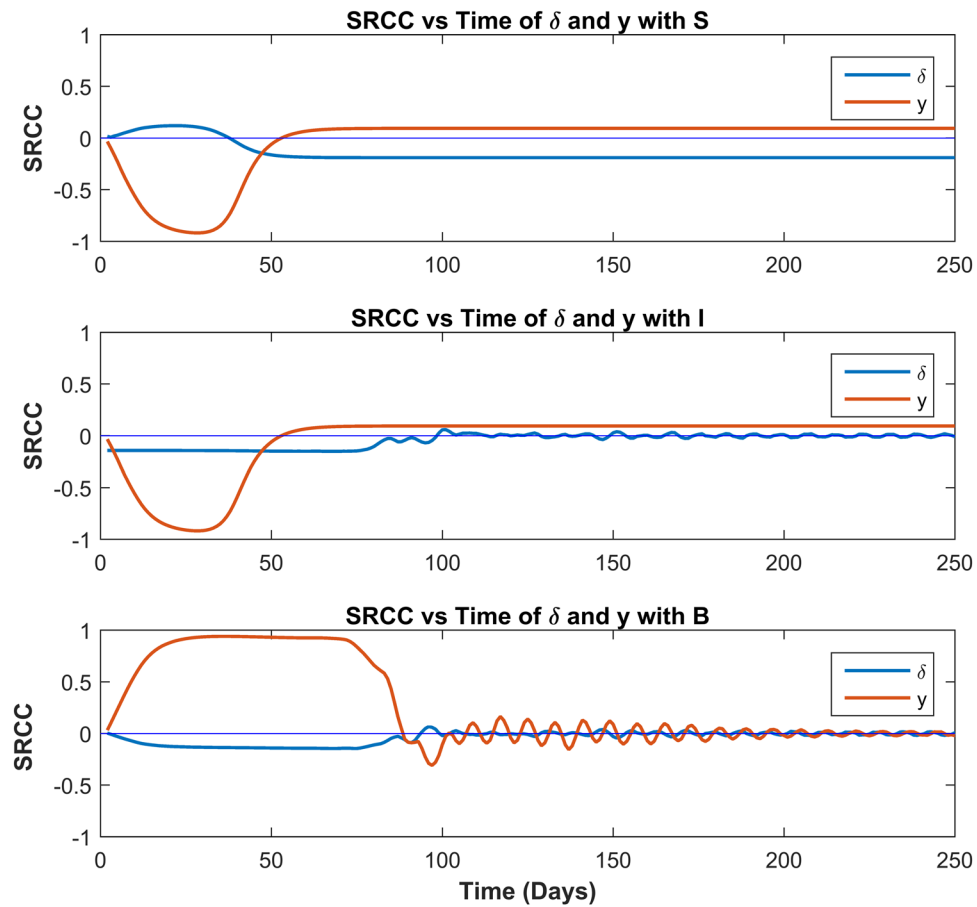 SRCC vs Time of δ and y with S
1
0.5
0
-0.5
-1
SRCC
δ
y
0 50 100 150 200 250
SRCC vs Time of δ and y with I
1
0.5
0
-0.5
-1
SRCC
δ
y
0 50 100 150 200 250
SRCC vs Time of δ and y with B
1
0.5
0
-0.5
-1
SRCC
δ
y
0 50 100 150 200 250
Time (Days)